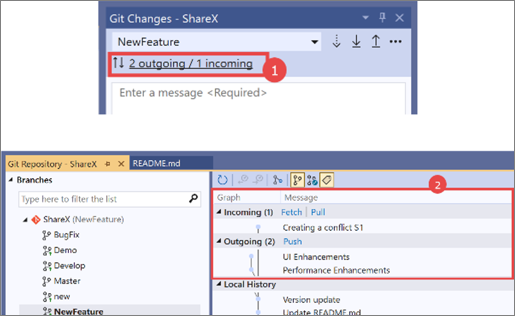 Git Changes - ShareX
NewFeature
2 outgoing / 1 incoming
1
Enter a message <Required>
Git Repository - ShareX
README.md
Branches
Type here to filter the list
ShareX (NewFeature)
BugFix
Demo
Develop
Master
new
NewFeature
2
Graph Message
Incoming (1) Fetch | Pull
Creating a conflict S1
Outgoing (2) Push
UI Enhancements
Performance Enhancements
Local History
Version update
Update README.md